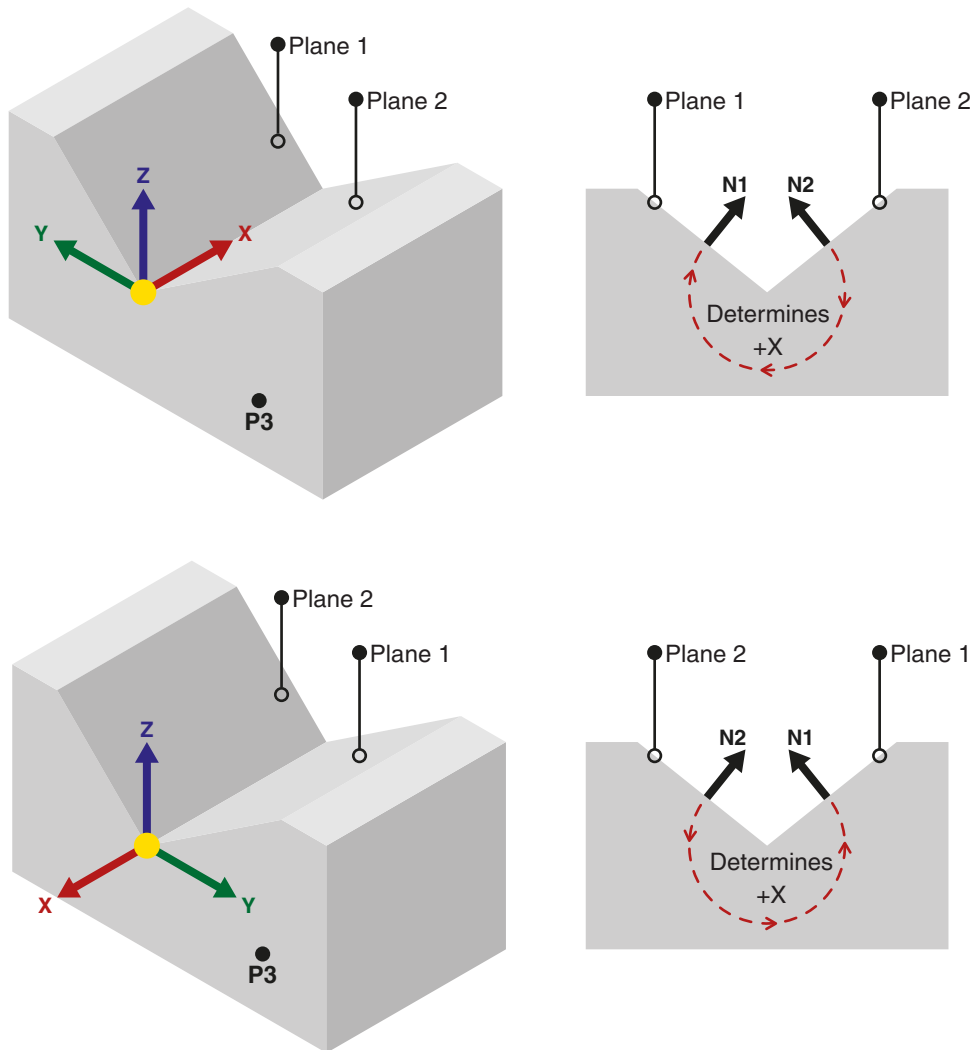 Plane 1
Plane 2
Z
Y
X
P3
Plane 1
Plane 2
N1
N2
Determines
+X
Plane 2
Plane 1
Z
X
Y
P3
Plane 2
Plane 1
N2
N1
Determines
+X